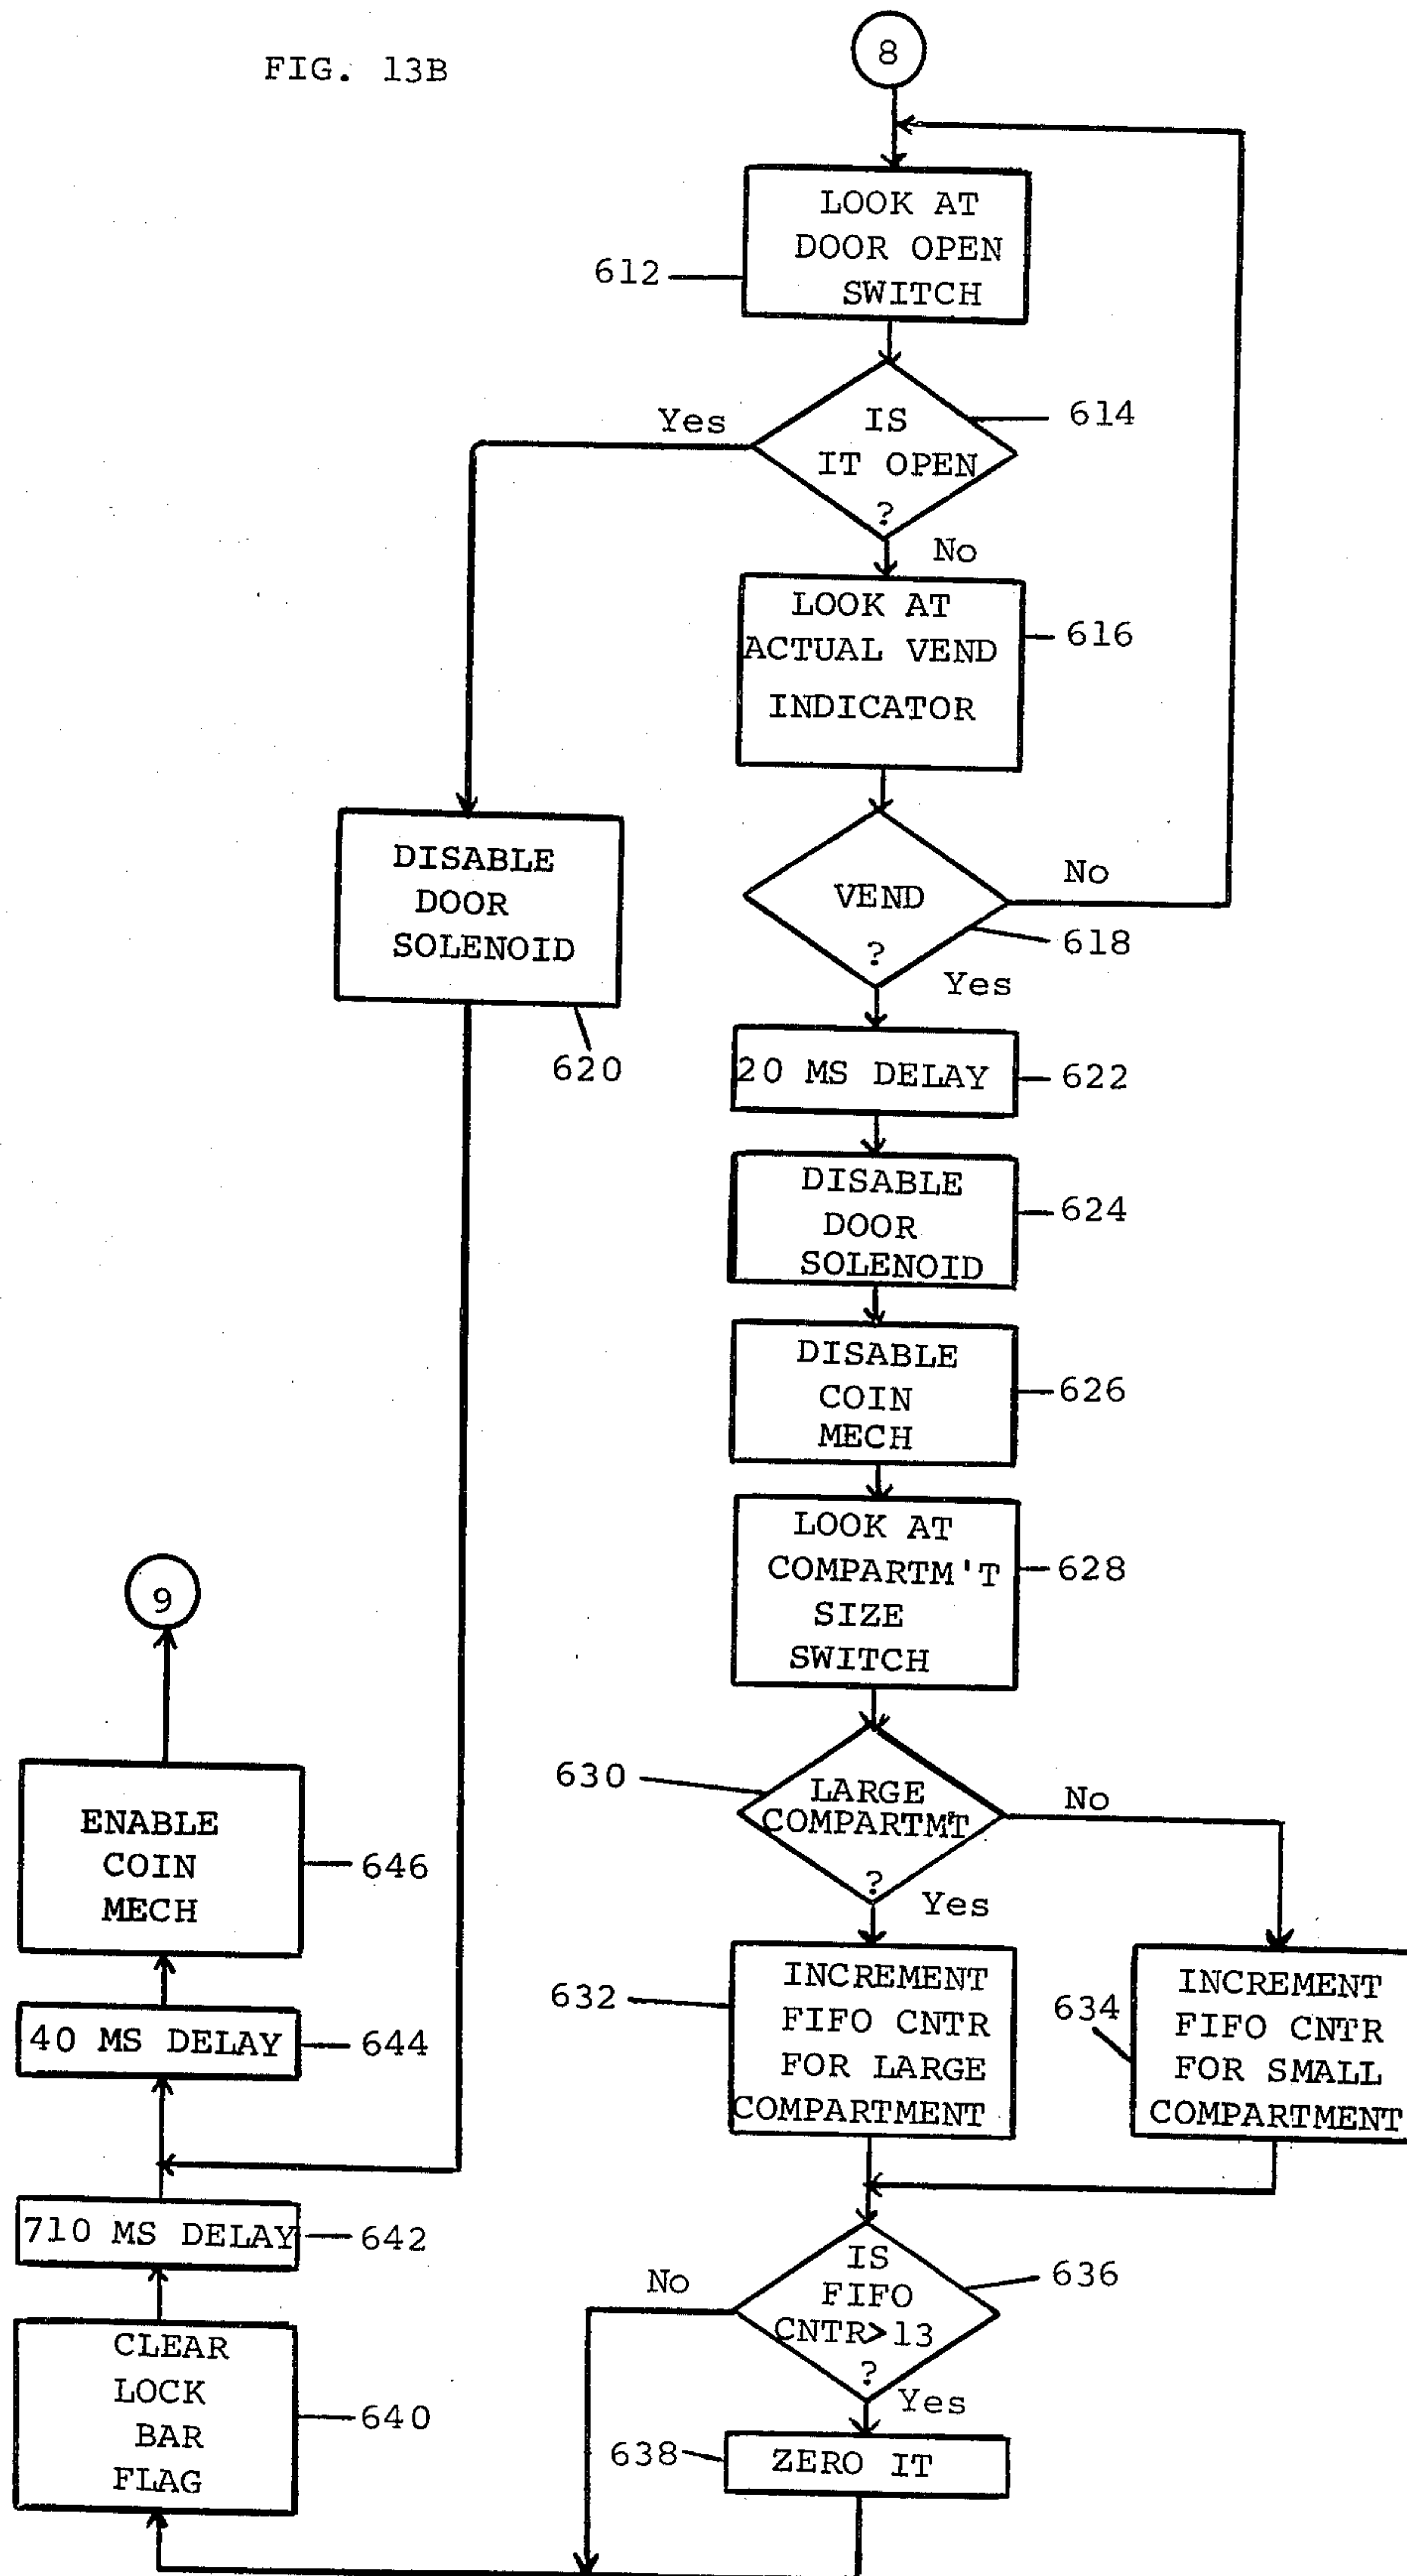 FIG. 13B
8
LOOK AT
DOOR OPEN
SWITCH
612
IS
IT OPEN
?
614
Yes
No
LOOK AT
ACTUAL VEND
INDICATOR
616
VEND
?
618
No
Yes
DISABLE
DOOR
SOLENOID
620
20 MS DELAY
622
DISABLE
DOOR
SOLENOID
624
DISABLE
COIN
MECH
626
LOOK AT
COMPARTM'T
SIZE
SWITCH
628
LARGE
COMPARTM'T
?
630
No
Yes
INCREMENT
FIFO CNTR
FOR LARGE
COMPARTMENT
632
INCREMENT
FIFO CNTR
FOR SMALL
COMPARTMENT
634
IS
FIFO
CNTR>13
?
636
No
Yes
ZERO IT
638
CLEAR
LOCK
BAR
FLAG
640
710 MS DELAY
642
40 MS DELAY
644
ENABLE
COIN
MECH
646
9